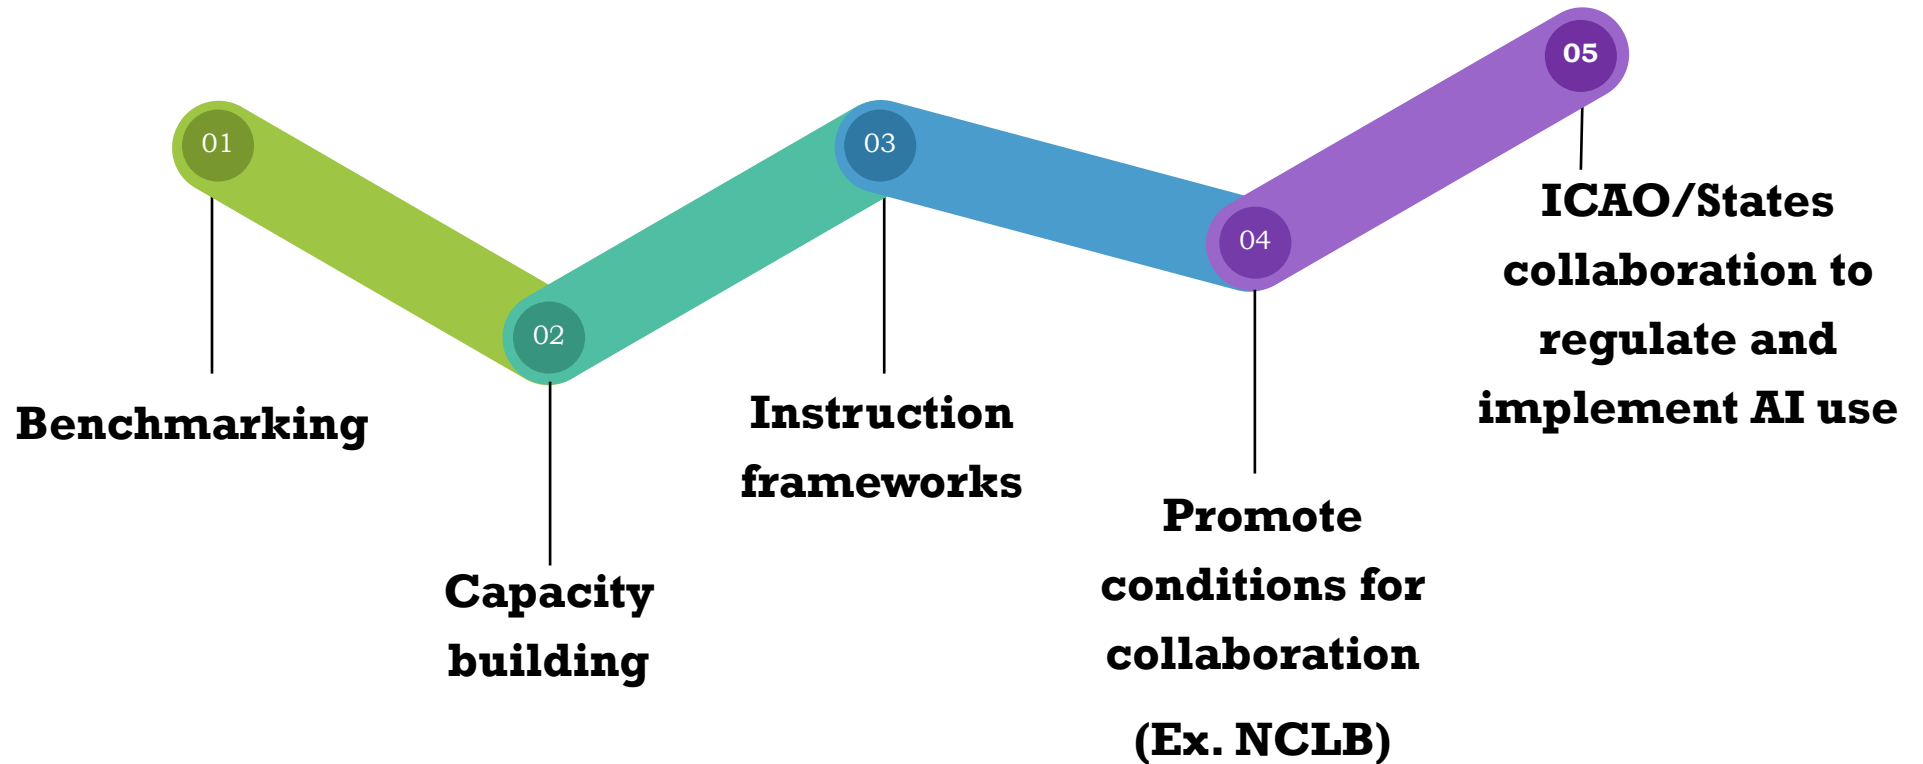 01
Benchmarking
02
Capacity
building
03
Instruction
frameworks
04
Promote
conditions for
collaboration
(Ex. NCLB)
05
ICAO/States
collaboration to
regulate and
implement AI use